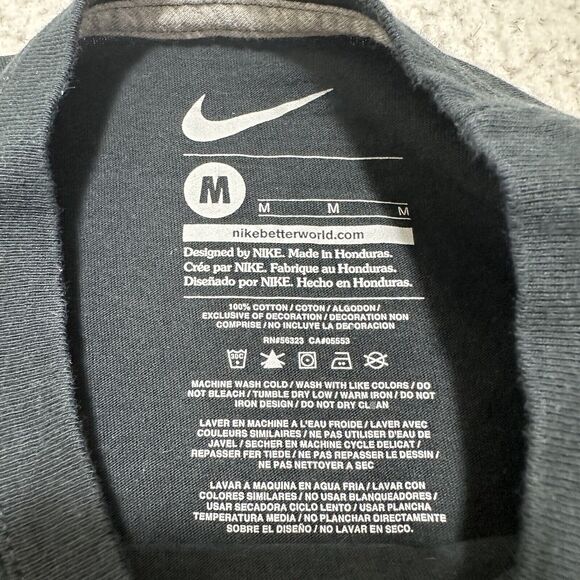 M
M M M
nikebetterworld.com
Designed by NIKE. Made in Honduras.
Crée par NIKE. Fabrique au Honduras.
Diseñado por NIKE. Hecho en Honduras.
100% COTTON / COTON / ALGODON /
EXCLUSIVE OF DECORATION / DECORATION NON
COMPRISE / NO INCLUYE LA DECORACION
RN#56323 CA#05553
30C
MACHINE WASH COLD / WASH WITH LIKE COLORS / DO
NOT BLEACH / TUMBLE DRY LOW / WARM IRON / DO NOT
IRON DESIGN / DO NOT DRY CLEAN
LAVER EN MACHINE A L'EAU FROIDE / LAVER AVEC
COULEURS SIMILAIRES / NE PAS UTILISER D'EAU DE
JAVEL / SECHER EN MACHINE CYCLE DELICAT /
REPASSER FER TIEDE / NE PAS REPASSER LE DESSIN /
NE PAS NETTOYER A SEC
LAVAR A MAQUINA EN AGUA FRIA / LAVAR CON
COLORES SIMILARES / NO USAR BLANQUEADORES /
USAR SECADORA CICLO LENTO / USAR PLANCHA
TEMPERATURA MEDIA / NO PLANCHAR DIRECTAMENTE
SOBRE EL DISEÑO / NO LAVAR EN SECO.